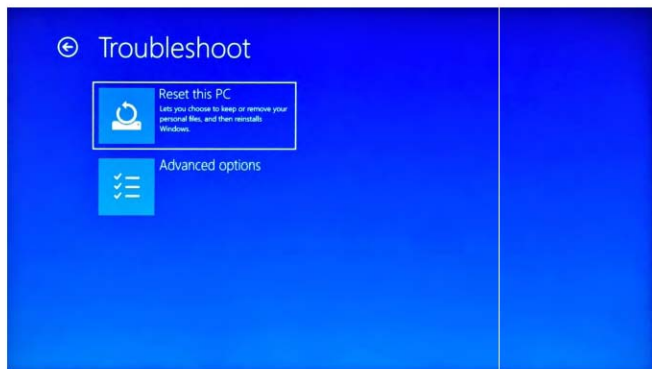 Troubleshoot
Reset this PC
Lets you choose to keep or remove your
personal files, and then reinstalls
Windows.
Advanced options